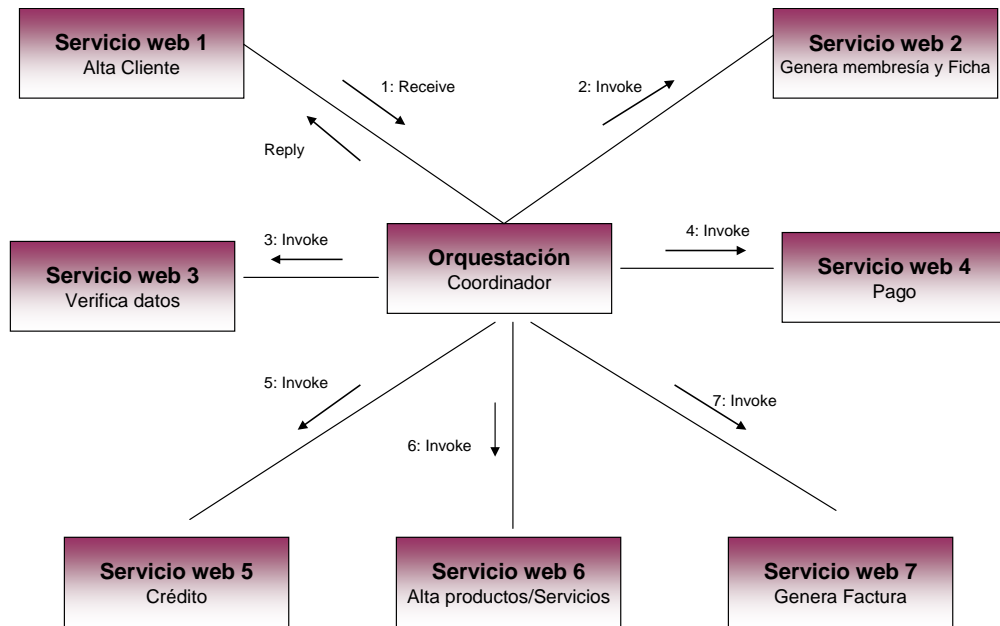 Servicio web 1
Alta Cliente
Servicio web 2
Genera membresía y Ficha
1: Receive
2: Invoke
Reply
3: Invoke
4: Invoke
Orquestación
Coordinador
Servicio web 3
Verifica datos
Servicio web 4
Pago
5: Invoke
6: Invoke
7: Invoke
Servicio web 5
Crédito
Servicio web 6
Alta productos/Servicios
Servicio web 7
Genera Factura